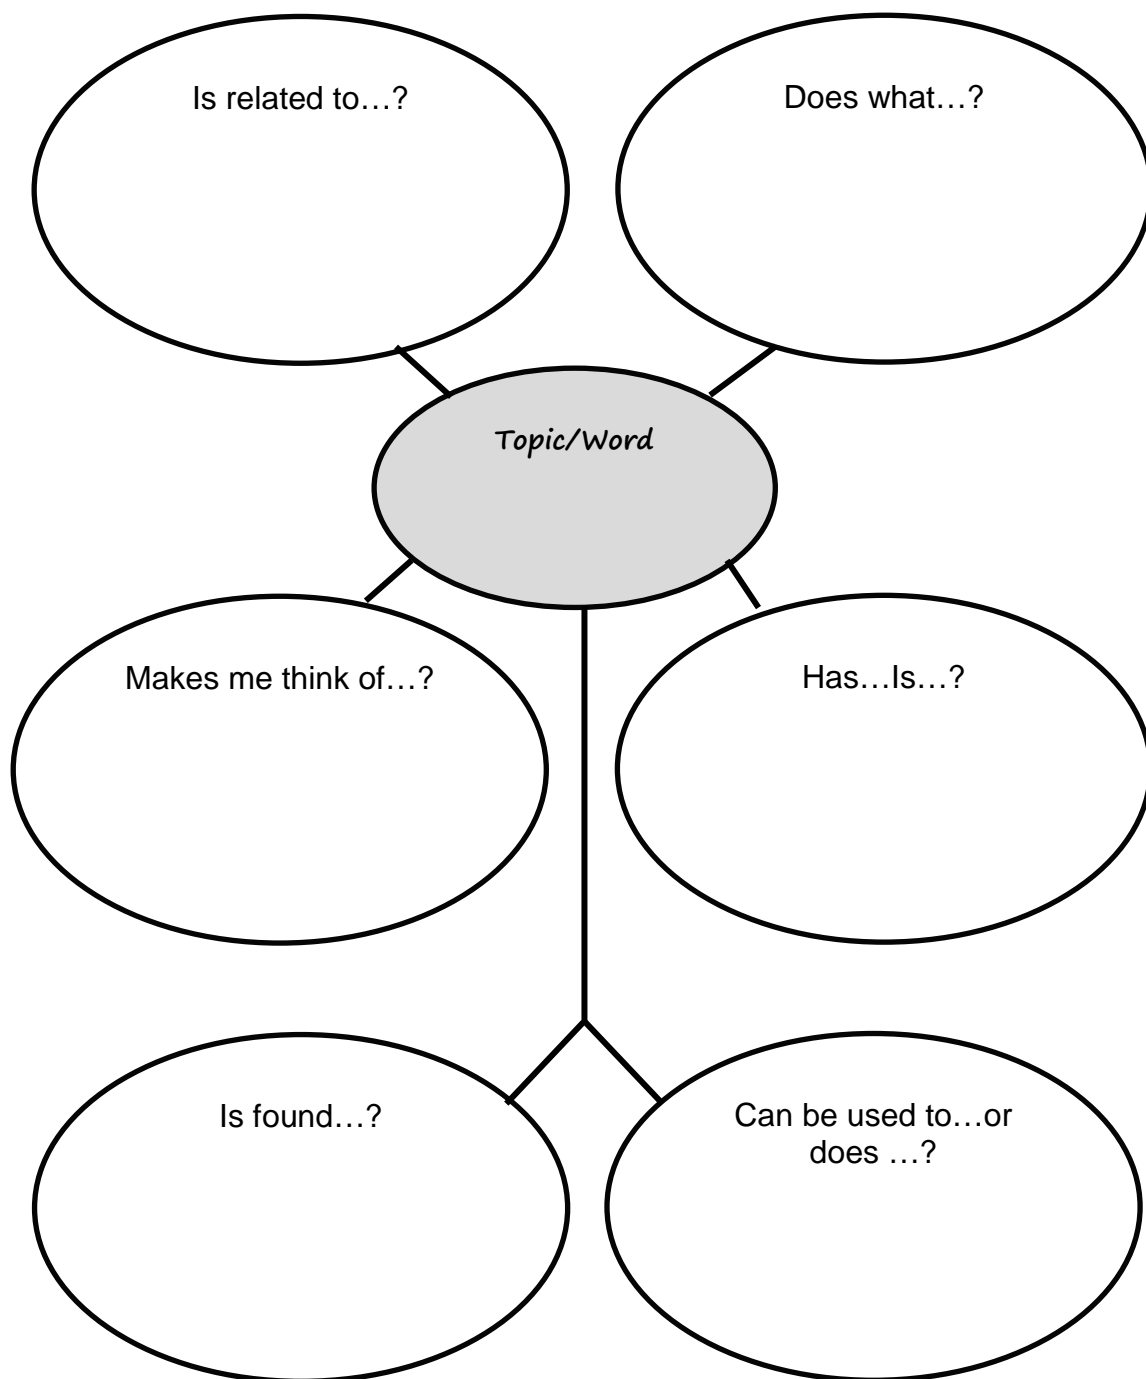 Is related to…?
Does what…?
Topic/Word
Makes me think of…?
Has…Is…?
Is found…?
Can be used to…or
does …?